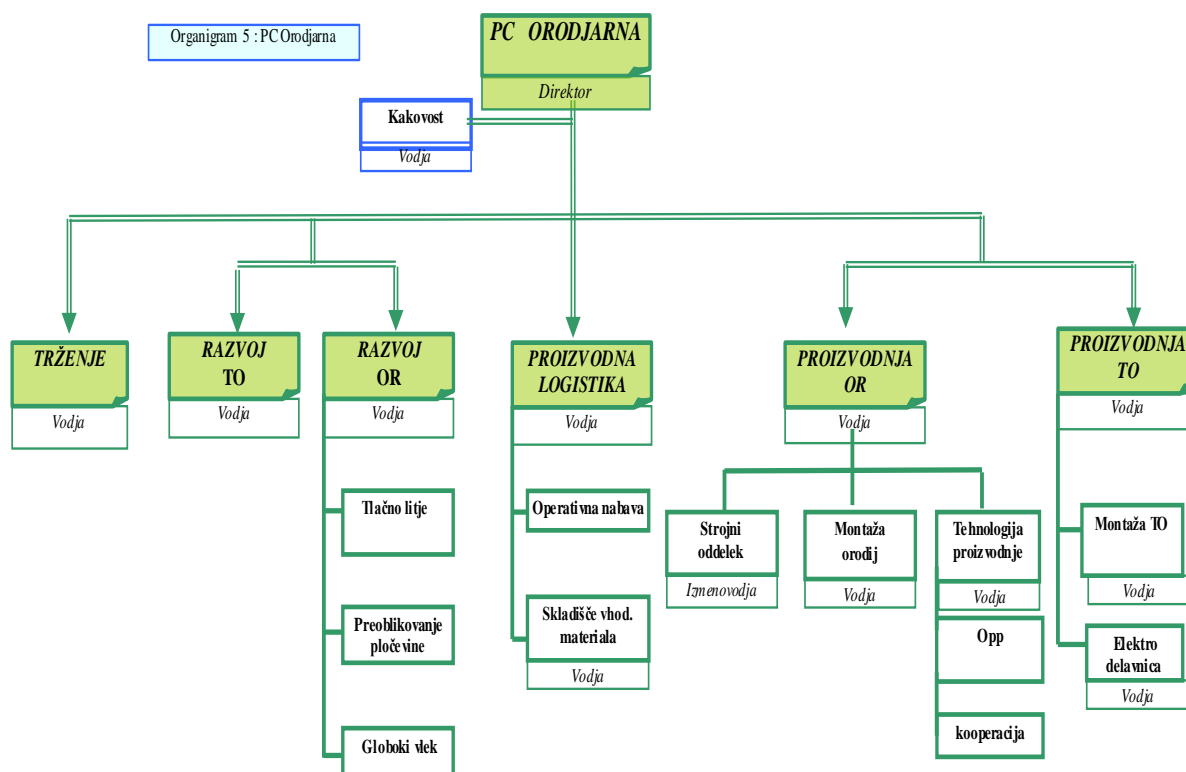 Organigram 5 : PC Orodjarna
PC ORODJARNA
Direktor
Kakovost
Vodja
TRŽENJE
Vodja
RAZVOJ
TO
Vodja
RAZVOJ
OR
Vodja
PROIZVODNA
LOGISTIKA
Vodja
PROIZVODNJA
OR
Vodja
PROIZVODNJA
TO
Vodja
Tlačno litje
Preoblikovanje
pločevine
Globoki vlek
Operativna nabava
Skladišče vhod.
materiala
Vodja
Strojni
oddelek
Izmenovodja
Montaža
orodij
Vodja
Tehnologija
proizvodnje
Vodja
Opp
kooperacija
Montaža TO
Vodja
Elektro
delavnica
Vodja